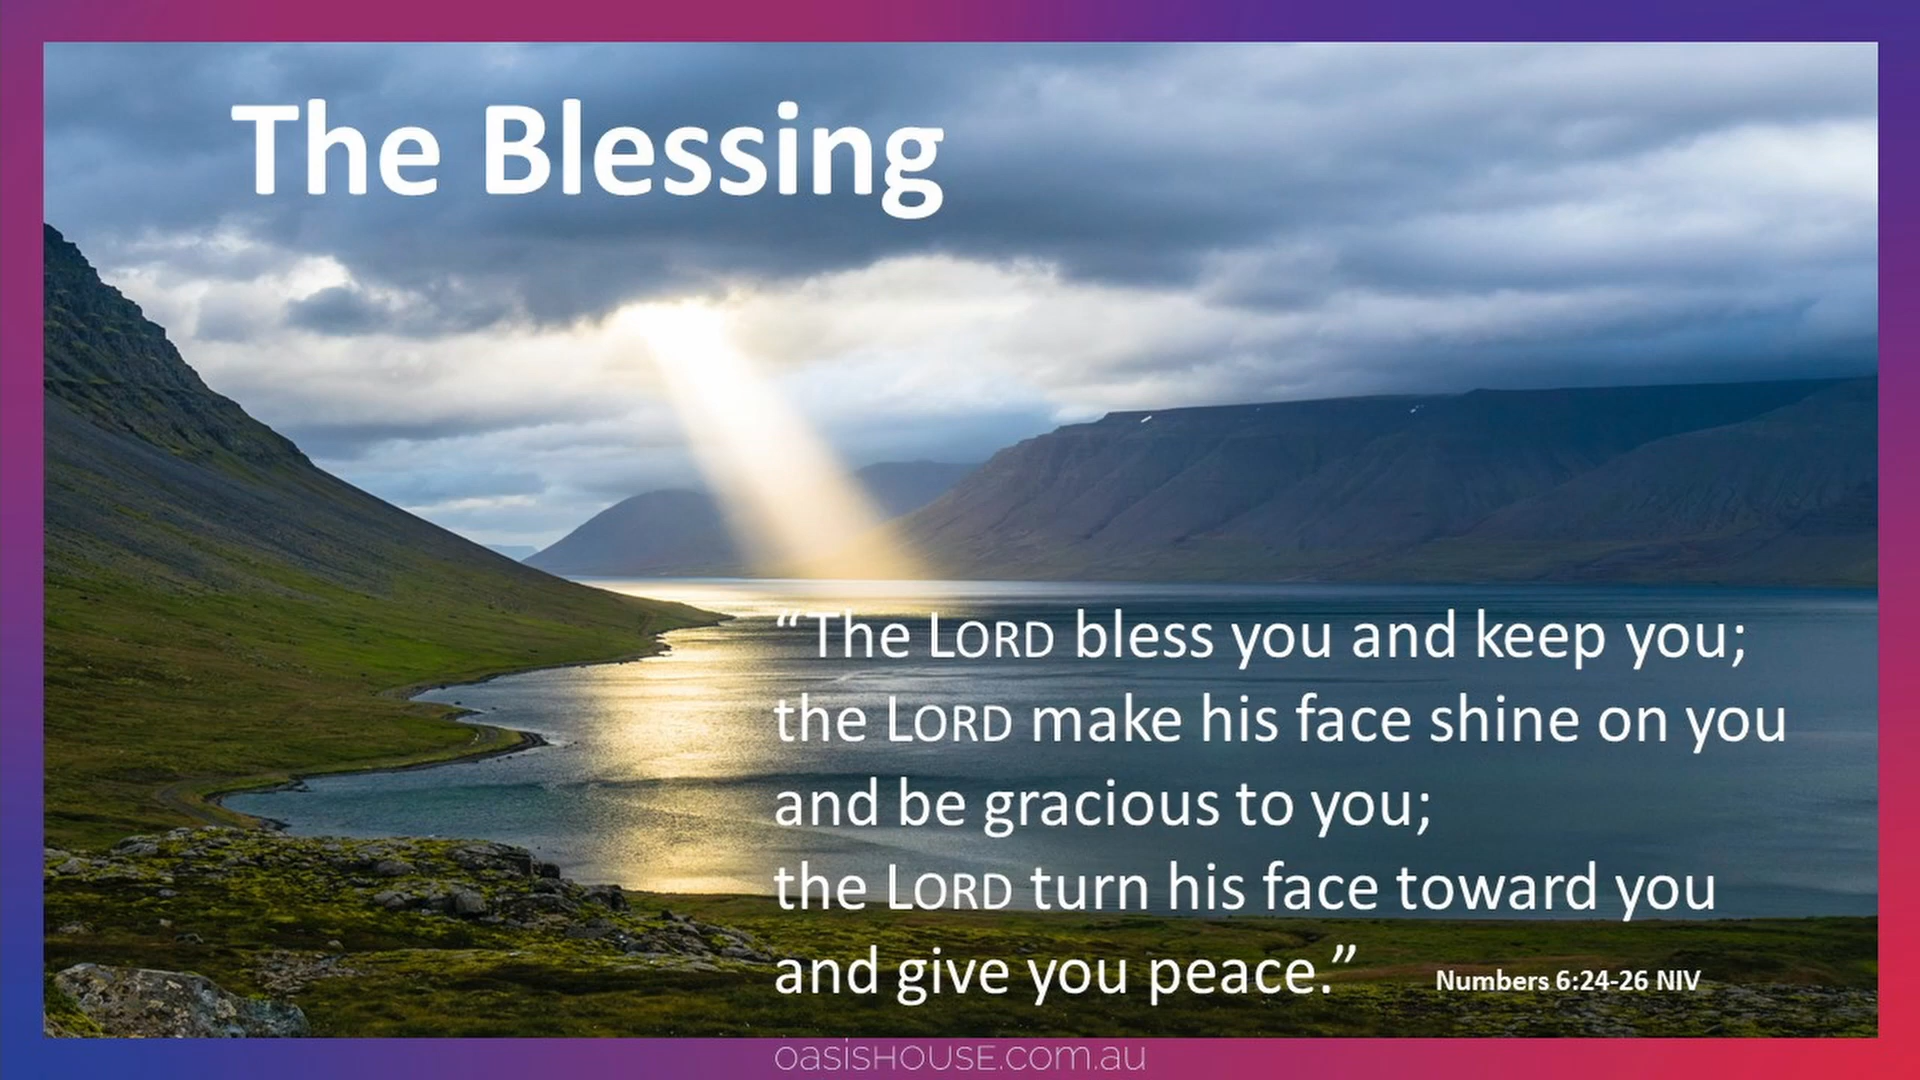 The Blessing
“The LORD bless you and keep you;
the LORD make his face shine on you
and be gracious to you;
the LORD turn his face toward you
and give you peace.”
Numbers 6:24-26 NIV
oasisHOUSE.com.au